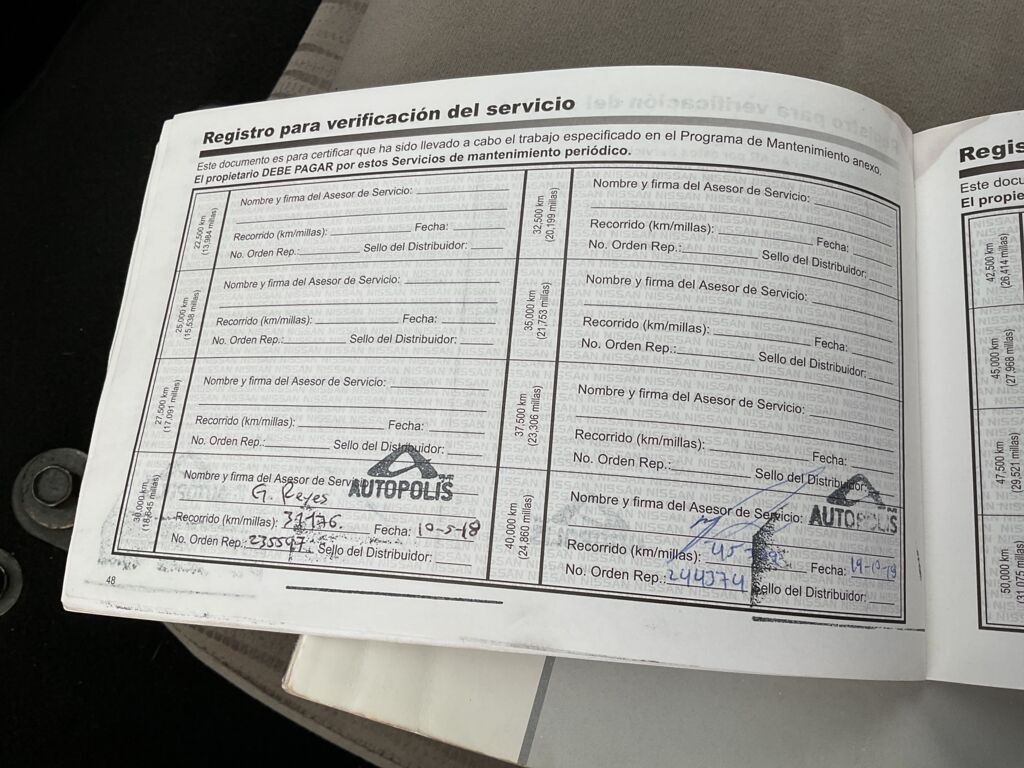 Registro para verificación del servicio
Este documento es para certificar que ha sido llevado a cabo el trabajo especificado en el Programa de Mantenimiento anexo.
El propietario DEBE PAGAR por estos Servicios de mantenimiento periódico.
22,500 km
(13,984 millas)
Nombre y firma del Asesor de Servicio:
Recorrido (km/millas): Fecha:
No. Orden Rep.: Sello del Distribuidor:
25,000 km
(15,538 millas)
Nombre y firma del Asesor de Servicio:
Recorrido (km/millas): Fecha:
No. Orden Rep.: Sello del Distribuidor:
27,500 km
(17,091 millas)
Nombre y firma del Asesor de Servicio:
Recorrido (km/millas): Fecha:
No. Orden Rep.: Sello del Distribuidor:
30,000 km
(18,645 millas)
Nombre y firma del Asesor de Servicio
G. Reyes
AUTOPOLIS
Recorrido (km/millas): Fecha: 10-5-18
No. Orden Rep.: 235597 Sello del Distribuidor:
32,500 km
(20,199 millas)
Nombre y firma del Asesor de Servicio:
Recorrido (km/millas): Fecha:
No. Orden Rep.: Sello del Distribuidor:
35,000 km
(21,753 millas)
Nombre y firma del Asesor de Servicio:
Recorrido (km/millas): Fecha:
No. Orden Rep.: Sello del Distribuidor:
37,500 km
(23,306 millas)
Nombre y firma del Asesor de Servicio:
Recorrido (km/millas): Fecha:
No. Orden Rep.: Sello del Distribuidor:
40,000 km
(24,860 millas)
Nombre y firma del Asesor de Servicio:
AUTOPOLIS
Recorrido (km/millas): Fecha: 19-10-19
No. Orden Rep.: 244374 Sello del Distribuidor:
48
Regis
Este docu
El propie
42,500 km
(26,414 millas)
45,000 km
(27,968 millas)
47,500 km
(29,521 millas)
50,000 km
(31,075 millas)